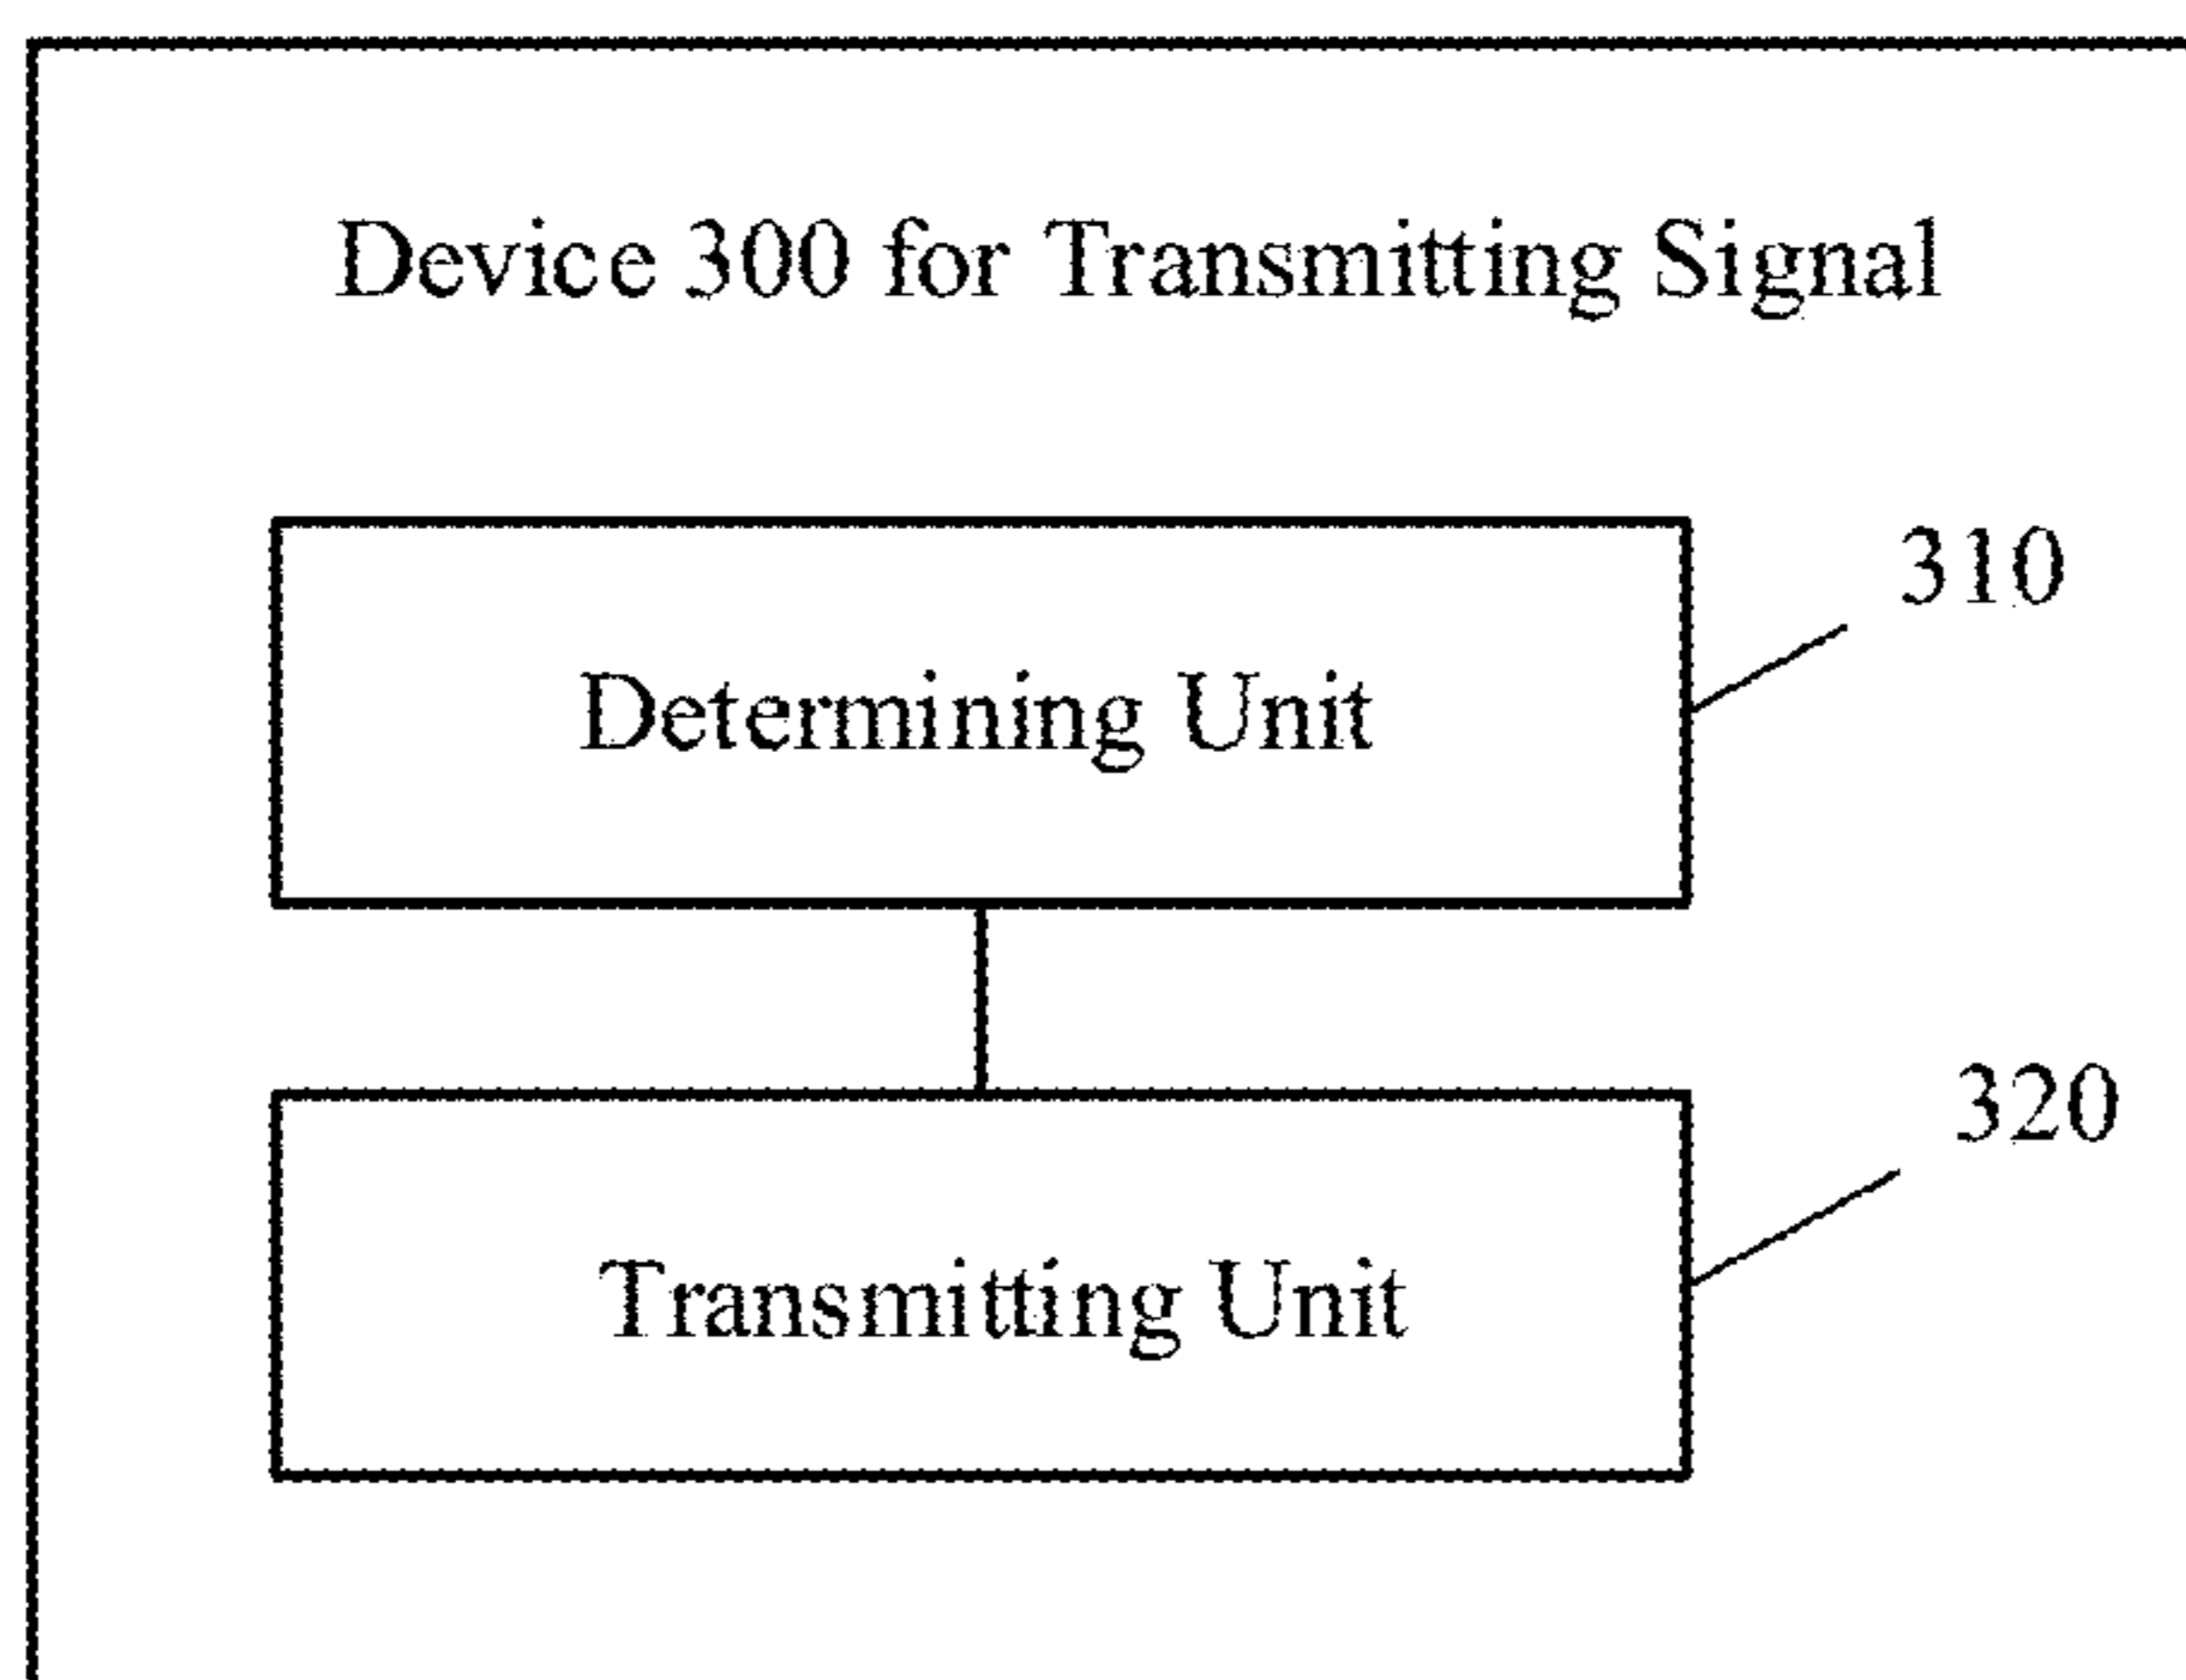 Device 300 for Transmitting Signal
310
Determining Unit
320
Transmitting Unit